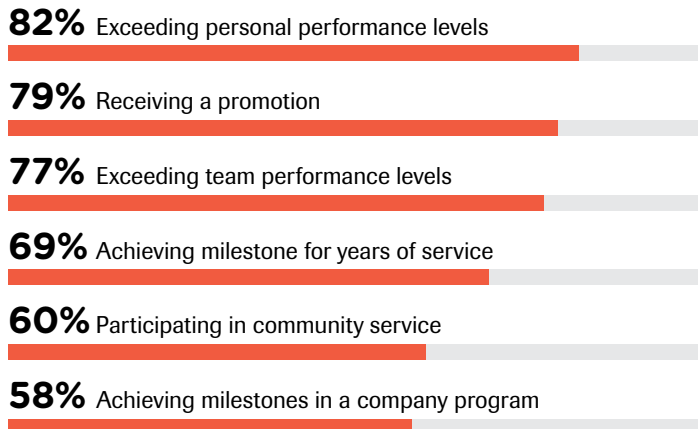 82% Exceeding personal performance levels
79% Receiving a promotion
77% Exceeding team performance levels
69% Achieving milestone for years of service
60% Participating in community service
58% Achieving milestones in a company program